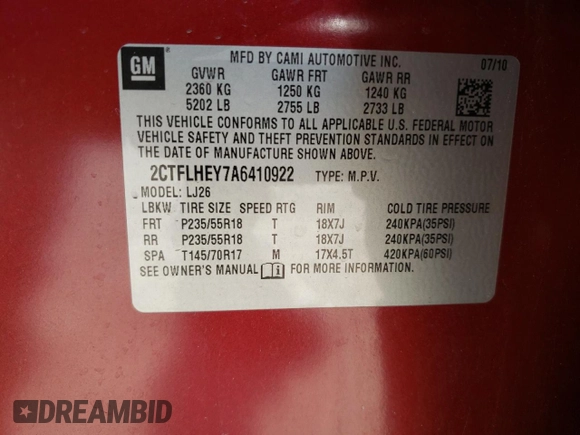 GM
MFD BY CAMI AUTOMOTIVE INC. 07/10
GVWR GAWR FRT GAWR RR
2360 KG 1250 KG 1240 KG
5202 LB 2755 LB 2733 LB
THIS VEHICLE CONFORMS TO ALL APPLICABLE U.S. FEDERAL MOTOR
VEHICLE SAFETY AND THEFT PREVENTION STANDARDS IN EFFECT ON
THE DATE OF MANUFACTURE SHOWN ABOVE.
2CTFLHEY7A6410922 TYPE: M.P.V.
MODEL: LJ26
LBKW TIRE SIZE SPEED RTG RIM COLD TIRE PRESSURE
FRT P235/55R18 T 18X7J 240KPA(35PSI)
RR P235/55R18 T 18X7J 240KPA(35PSI)
SPA T145/70R17 M 17X4.5T 420KPA(60PSI)
SEE OWNER'S MANUAL FOR MORE INFORMATION
DREAMBID